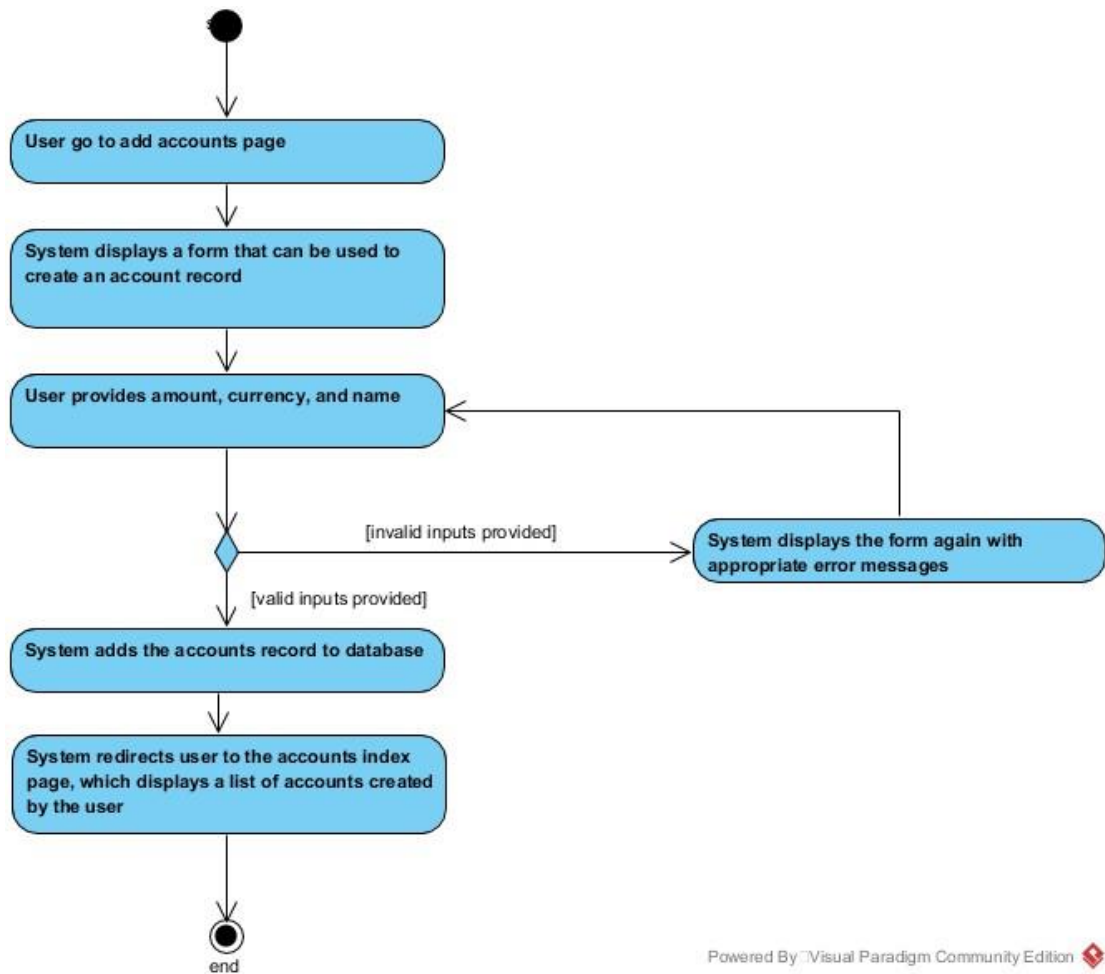 User go to add accounts page
System displays a form that can be used to
create an account record
User provides amount, currency, and name
[invalid inputs provided]
System displays the form again with
appropriate error messages
[valid inputs provided]
System adds the accounts record to database
System redirects user to the accounts index
page, which displays a list of accounts created
by the user
end
Powered By Visual Paradigm Community Edition